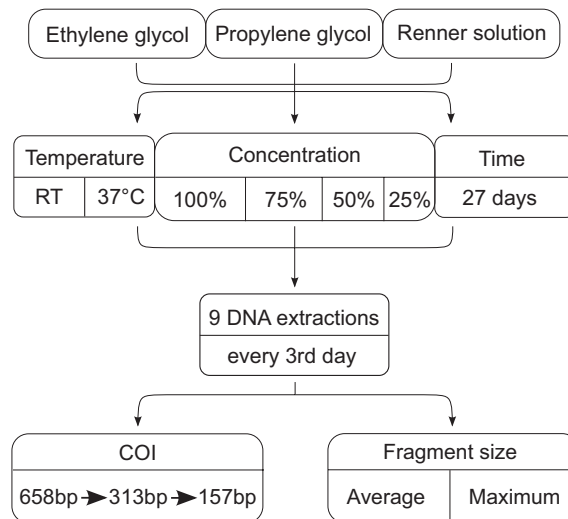 Ethylene glycol Propylene glycol Renner solution
Temperature Concentration Time
RT 37°C 100% 75% 50% 25% 27 days
9 DNA extractions
every 3rd day
COI Fragment size
658bp 313bp 157bp Average Maximum